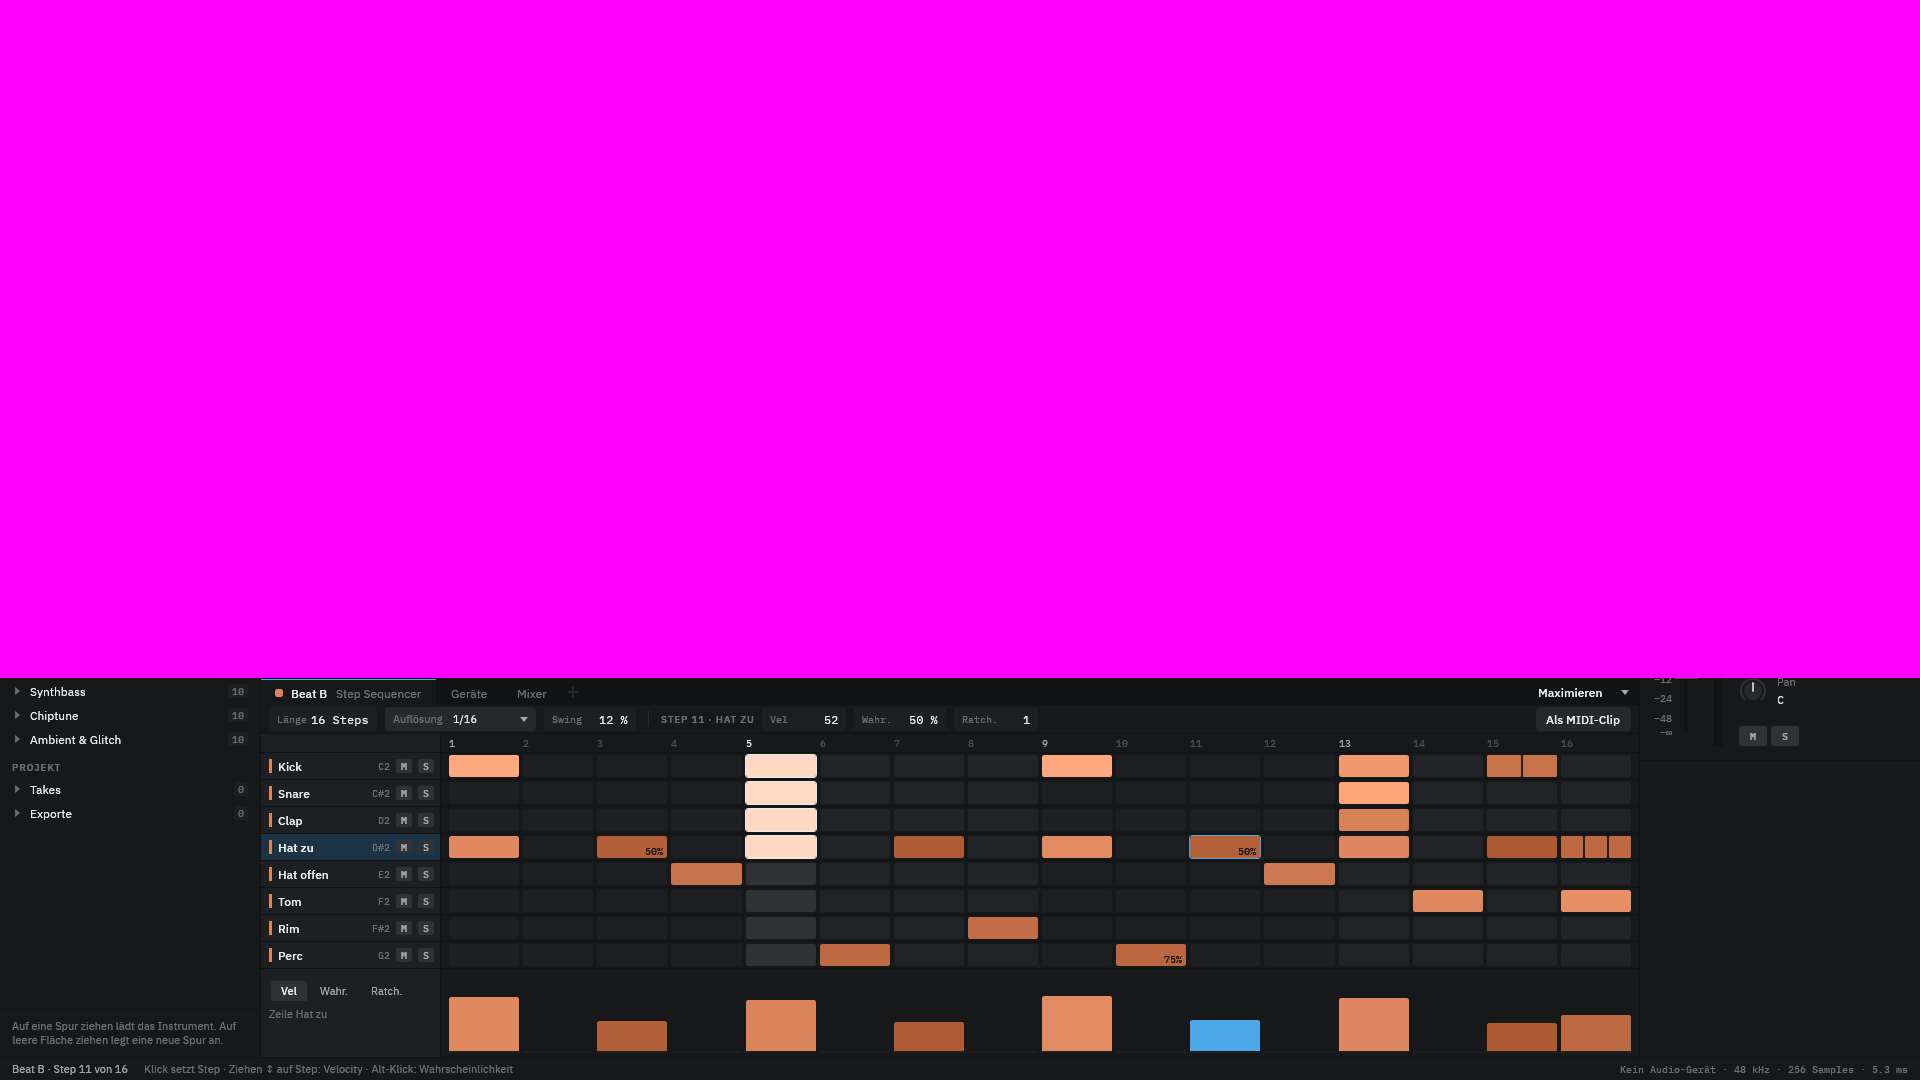 Synthbass 10
Chiptune 10
Ambient & Glitch 10
PROJEKT
Takes 0
Exporte 0
Auf eine Spur ziehen lädt das Instrument. Auf
leere Fläche ziehen legt eine neue Spur an.
Beat B Step Sequencer Geräte Mixer + Maximieren
Länge 16 Steps Auflösung 1/16 Swing 12 % STEP 11 · HAT ZU Vel 52 Wahr. 50 % Ratch. 1 Als MIDI-Clip
1 2 3 4 5 6 7 8 9 10 11 12 13 14 15 16
Kick C2 M S
Snare C#2 M S
Clap D2 M S
Hat zu D#2 M S 50% 50%
Hat offen E2 M S
Tom F2 M S
Rim F#2 M S
Perc G2 M S 75%
Vel Wahr. Ratch.
Zeile Hat zu
−12
−24
−48
−∞
Pan
C
M S
Beat B · Step 11 von 16 Klick setzt Step · Ziehen ↕ auf Step: Velocity · Alt-Klick: Wahrscheinlichkeit Kein Audio-Gerät · 48 kHz · 256 Samples · 5.3 ms